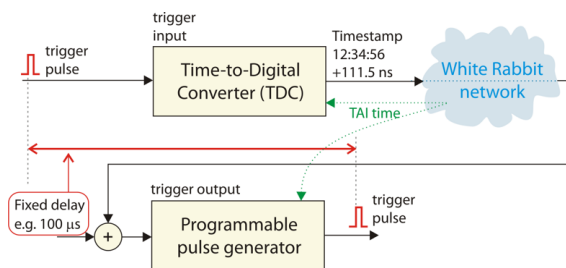 trigger
input
trigger
pulse
Time-to-Digital
Converter (TDC)
Timestamp
12:34:56
+111.5 ns
White Rabbit
network
TAI time
trigger output
trigger
pulse
Fixed delay
e.g. 100 µs
+
Programmable
pulse generator